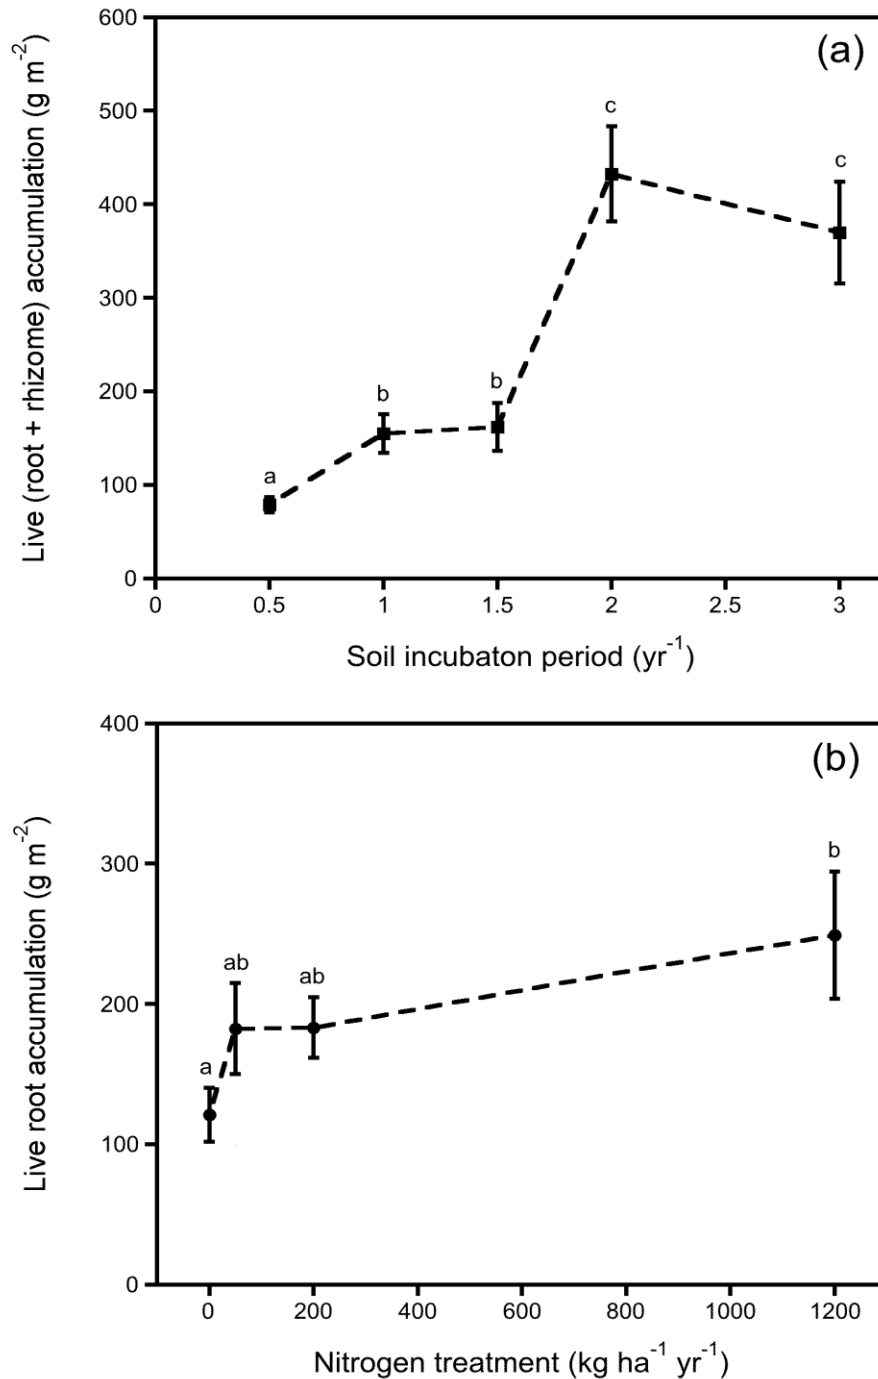 (a)
Live (root + rhizome) accumulation (g m⁻²)
600
500
400
300
200
100
0
a
b
b
c
c
0 0.5 1 1.5 2 2.5 3
Soil incubaton period (yr⁻¹)
(b)
Live root accumulation (g m⁻²)
400
300
200
100
0
a
ab
ab
b
0 200 400 600 800 1000 1200
Nitrogen treatment (kg ha⁻¹ yr⁻¹)